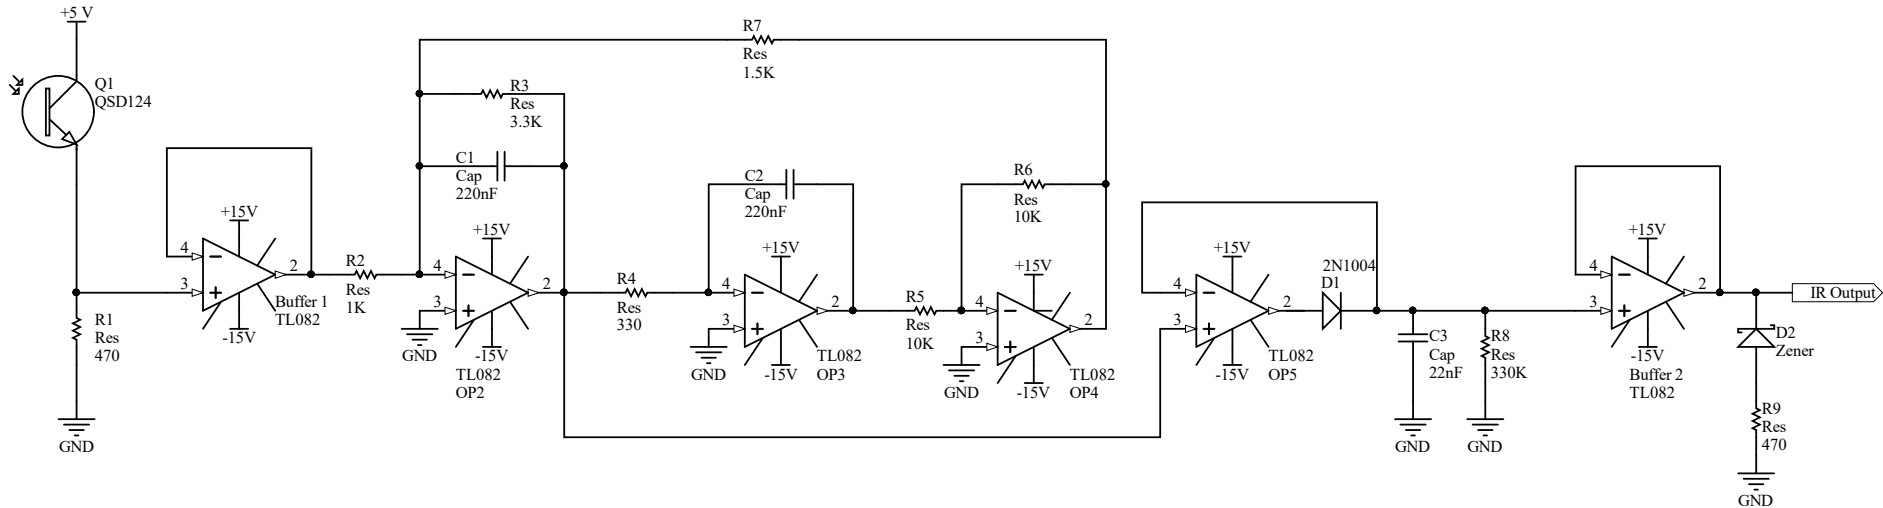 +5 V
Q1
QSD124
R1
Res
470
GND
4
3
2
+15V
-15V
Buffer 1
TL082
R2
Res
1K
R7
Res
1.5K
R3
Res
3.3K
C1
Cap
220nF
+15V
4
3
2
GND
-15V
TL082
OP2
R4
Res
330
C2
Cap
220nF
+15V
4
3
2
GND
-15V
TL082
OP3
R5
Res
10K
R6
Res
10K
+15V
4
3
2
GND
-15V
TL082
OP4
+15V
4
3
2
-15V
TL082
OP5
2N1004
D1
C3
Cap
22nF
GND
R8
Res
330K
GND
+15V
4
3
2
-15V
Buffer 2
TL082
IR Output
D2
Zener
R9
Res
470
GND